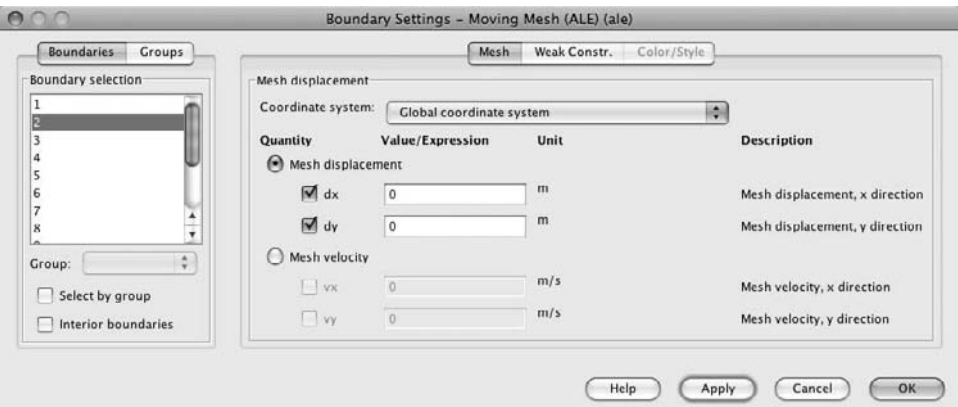 Boundary Settings – Moving Mesh (ALE) (ale)
Boundaries Groups
Boundary selection
1
2
3
4
5
6
7
8
Group:
Select by group
Interior boundaries
Mesh Weak Constr. Color/Style
Mesh displacement
Coordinate system: Global coordinate system
Quantity Value/Expression Unit Description
Mesh displacement
dx 0 m Mesh displacement, x direction
dy 0 m Mesh displacement, y direction
Mesh velocity
vx 0 m/s Mesh velocity, x direction
vy 0 m/s Mesh velocity, y direction
Help Apply Cancel OK